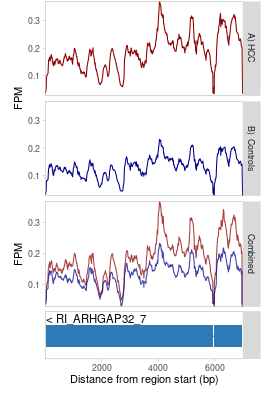 0.3
0.2
0.1
FPM
A) HCC
0.3
0.2
0.1
B) Controls
0.3
0.2
0.1
FPM
Combined
< RI_ARHGAP32_7
2000
4000
6000
Distance from region start (bp)